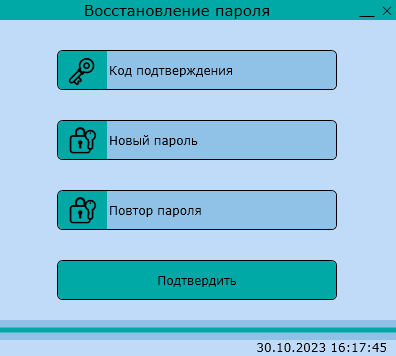 Восстановление пароля
Код подтверждения
Новый пароль
Повтор пароля
Подтвердить
30.10.2023 16:17:45